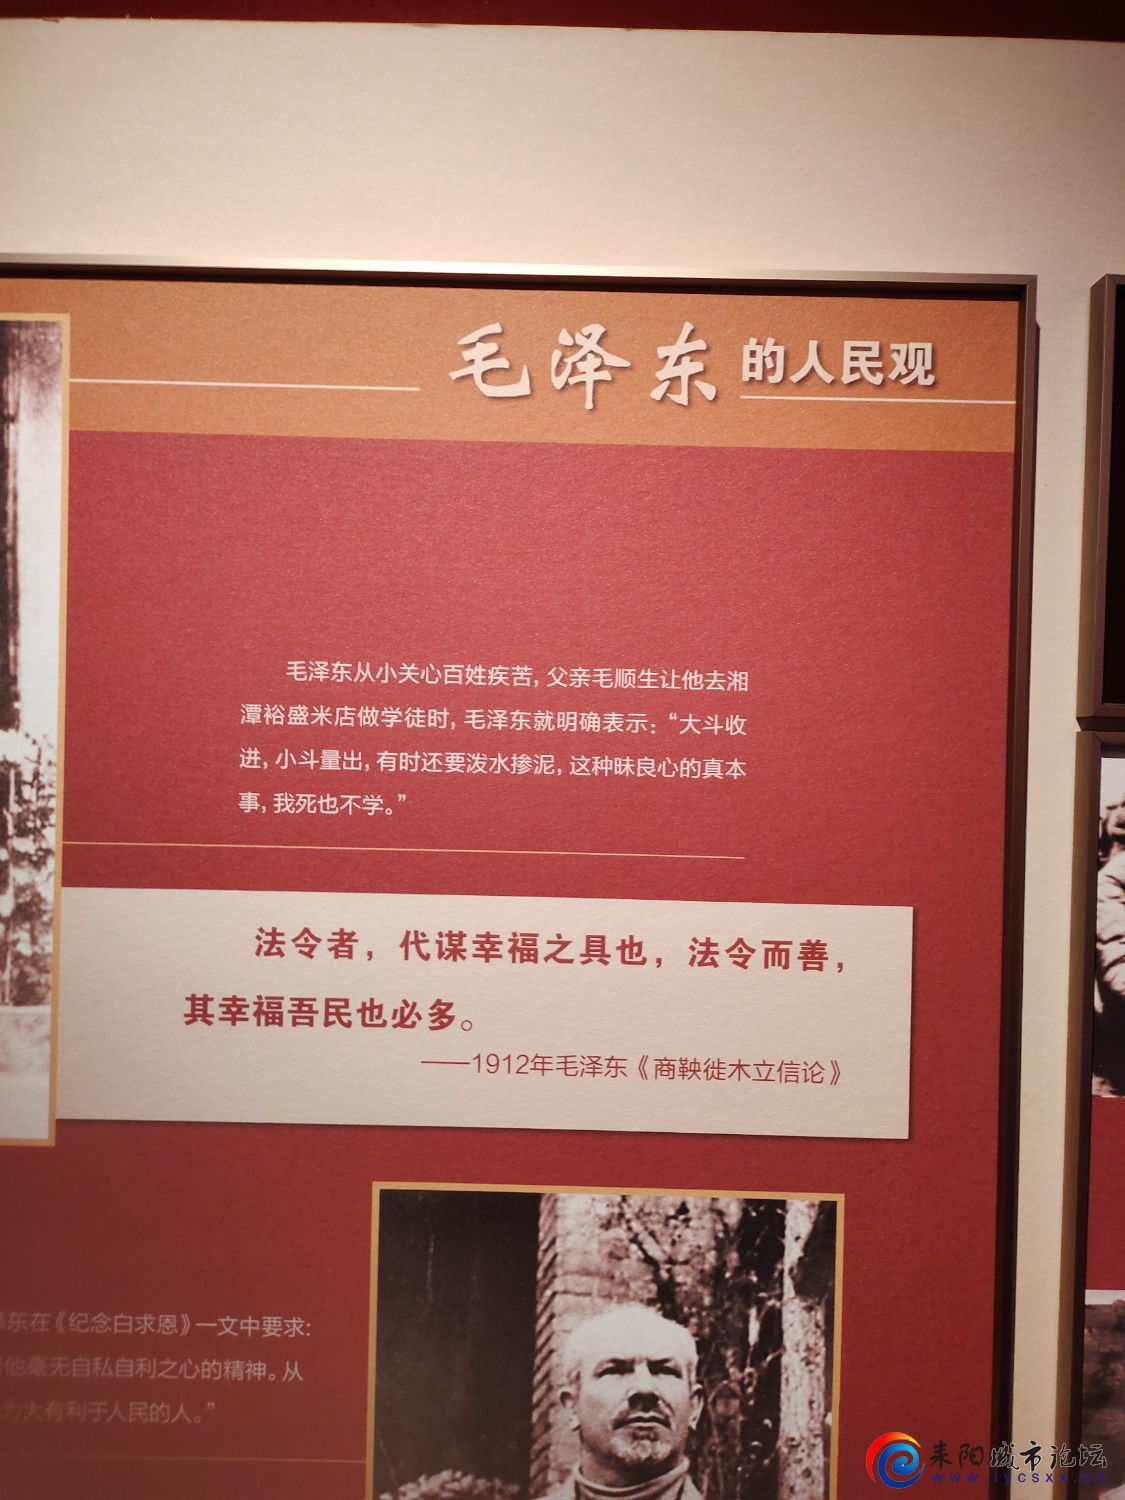 毛泽东的人民观
毛泽东从小关心百姓疾苦，父亲毛顺生让他去湘
潭裕盛米店做学徒时，毛泽东就明确表示：“大斗收
进，小斗量出，有时还要泼水掺泥，这种昧良心的真本
事，我死也不学。”
法令者，代谋幸福之具也，法令而善，
其幸福吾民也必多。
——1912年毛泽东《商鞅徙木立信论》
东在《纪念白求恩》一文中要求：
他毫无自私自利之心的精神。从
为大有利于人民的人。”
耒阳城市论坛
www.lycsxx.cn